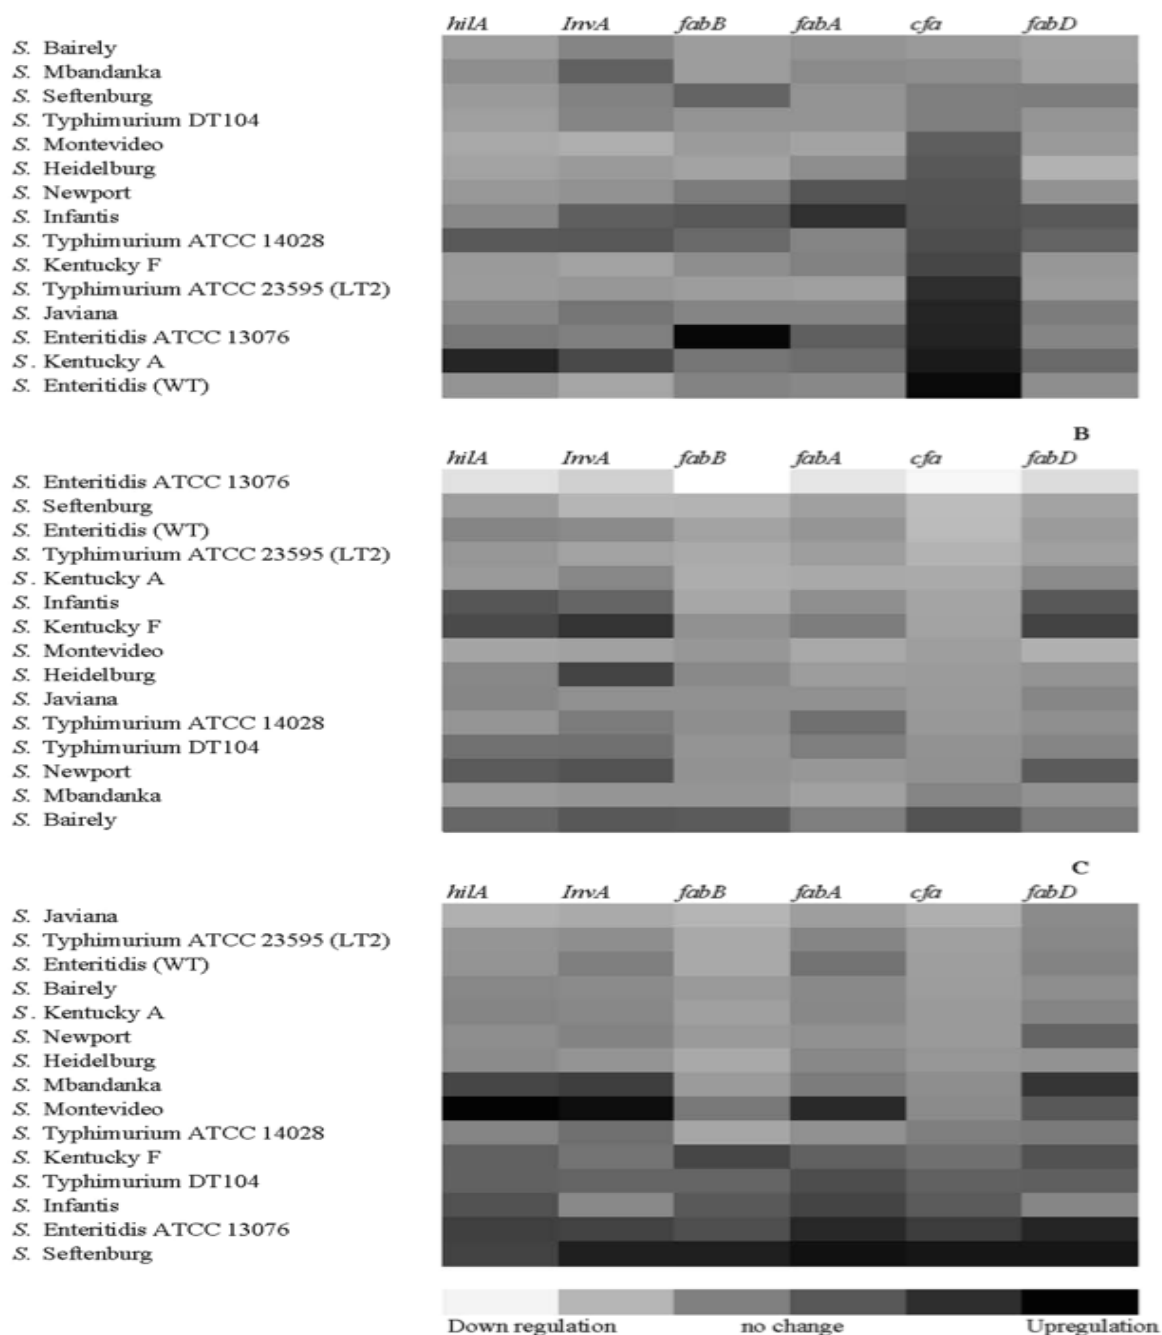 hilA InvA fabB fabA cfa fabD
S. Bairely
S. Mbandanka
S. Seftenburg
S. Typhimurium DT104
S. Montevideo
S. Heidelburg
S. Newport
S. Infantis
S. Typhimurium ATCC 14028
S. Kentucky F
S. Typhimurium ATCC 23595 (LT2)
S. Javiana
S. Enteritidis ATCC 13076
S. Kentucky A
S. Enteritidis (WT)
B
hilA InvA fabB fabA cfa fabD
S. Enteritidis ATCC 13076
S. Seftenburg
S. Enteritidis (WT)
S. Typhimurium ATCC 23595 (LT2)
S. Kentucky A
S. Infantis
S. Kentucky F
S. Montevideo
S. Heidelburg
S. Javiana
S. Typhimurium ATCC 14028
S. Typhimurium DT104
S. Newport
S. Mbandanka
S. Bairely
C
hilA InvA fabB fabA cfa fabD
S. Javiana
S. Typhimurium ATCC 23595 (LT2)
S. Enteritidis (WT)
S. Bairely
S. Kentucky A
S. Newport
S. Heidelburg
S. Mbandanka
S. Montevideo
S. Typhimurium ATCC 14028
S. Kentucky F
S. Typhimurium DT104
S. Infantis
S. Enteritidis ATCC 13076
S. Seftenburg
Down regulation no change Upregulation